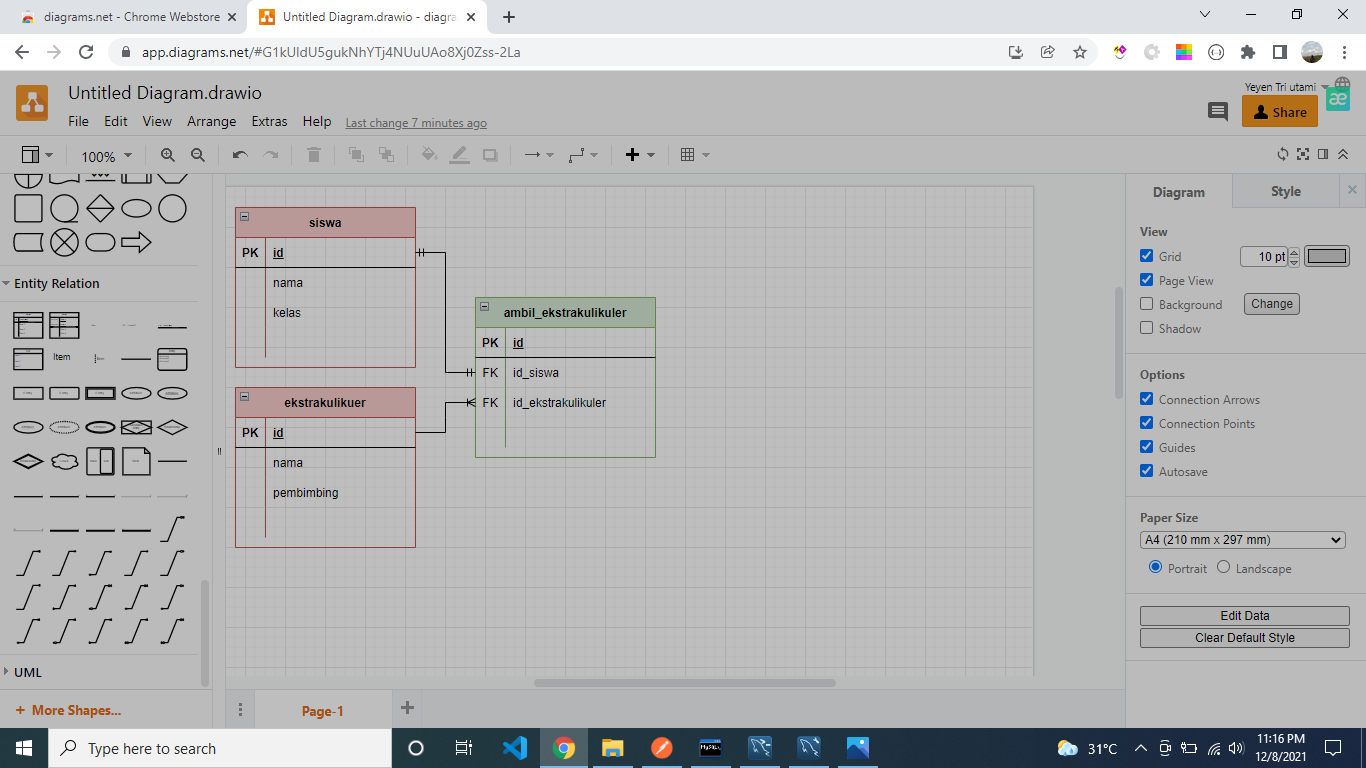 diagrams.net - Chrome Webstore
Untitled Diagram.drawio - diagra
app.diagrams.net/#G1kUIdU5gukNhYTj4NUuUAo8Xj0Zss-2La
Untitled Diagram.drawio
Yeyen Tri utami
File Edit View Arrange Extras Help Last change 7 minutes ago
Share
æ
100%
Diagram
Style
Entity Relation
Item
UML
+ More Shapes...
siswa
PK id
nama
kelas
ekstrakulikuer
PK id
nama
pembimbing
ambil_ekstrakulikuler
PK id
FK id_siswa
FK id_ekstrakulikuler
View
Grid 10 pt
Page View
Background Change
Shadow
Options
Connection Arrows
Connection Points
Guides
Autosave
Paper Size
A4 (210 mm x 297 mm)
Portrait Landscape
Edit Data
Clear Default Style
Page-1
Type here to search
MySQL
31°C
11:16 PM
12/8/2021